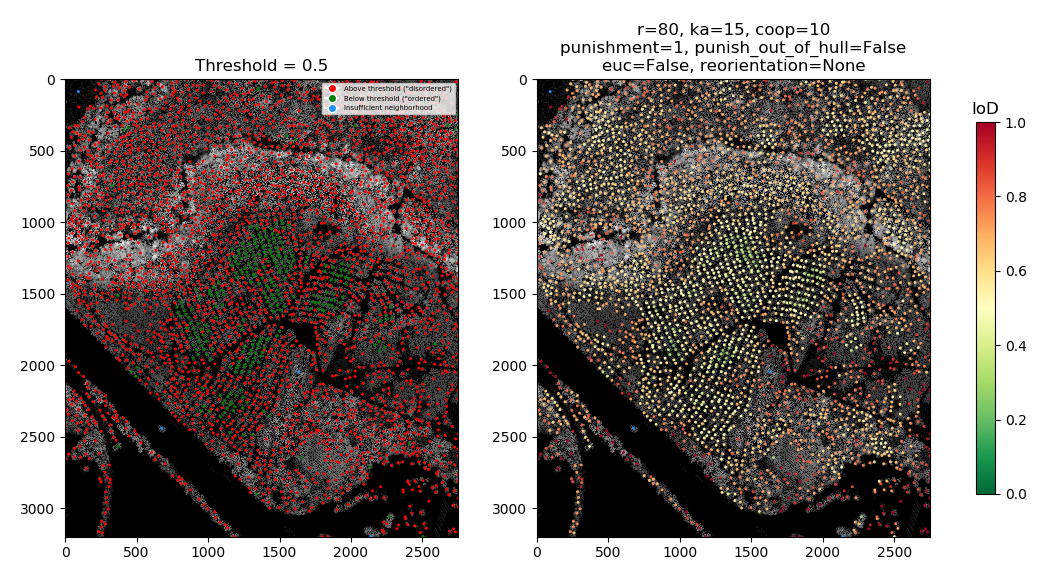 Threshold = 0.5
Above threshold ("disordered")
Below threshold ("ordered")
Insufficient neighborhood
0
500
1000
1500
2000
2500
3000
0 500 1000 1500 2000 2500
r=80, ka=15, coop=10
punishment=1, punish_out_of_hull=False
euc=False, reorientation=None
0
500
1000
1500
2000
2500
3000
0 500 1000 1500 2000 2500
IoD
1.0
0.8
0.6
0.4
0.2
0.0